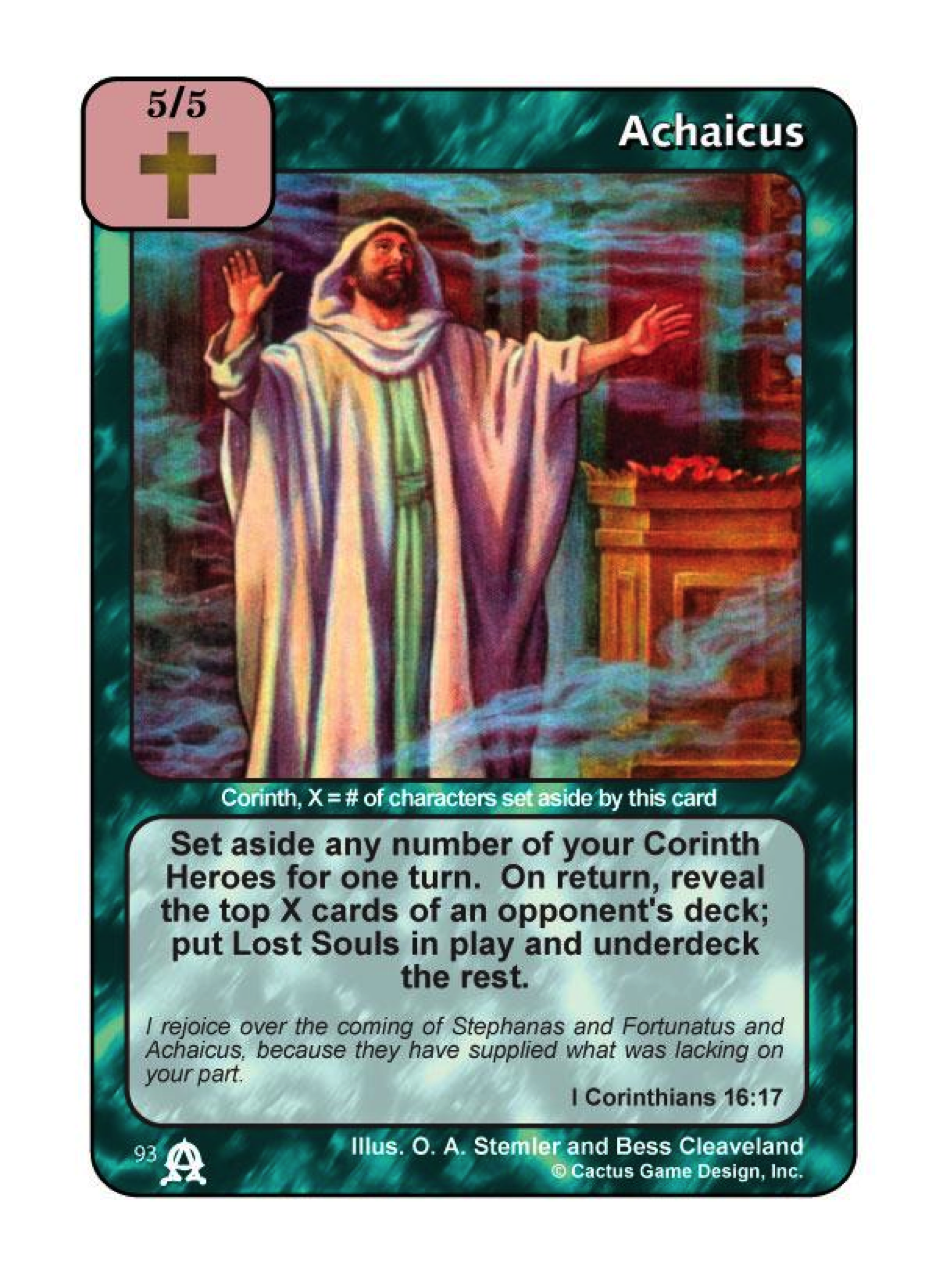 5/5
Achaicus
Corinth, X = # of characters set aside by this card
Set aside any number of your Corinth
Heroes for one turn.  On return, reveal
the top X cards of an opponent's deck;
put Lost Souls in play and underdeck
the rest.
I rejoice over the coming of Stephanas and Fortunatus and
Achaicus, because they have supplied what was lacking on
your part.
I Corinthians 16:17
93
Illus. O. A. Stemler and Bess Cleaveland
© Cactus Game Design, Inc.